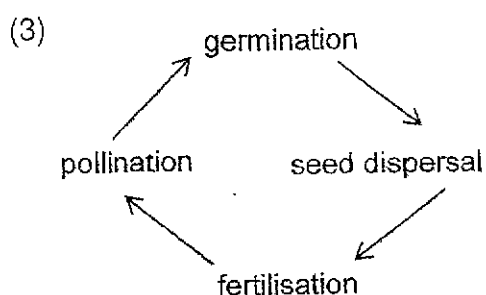 (3)
germination
pollination
seed dispersal
fertilisation